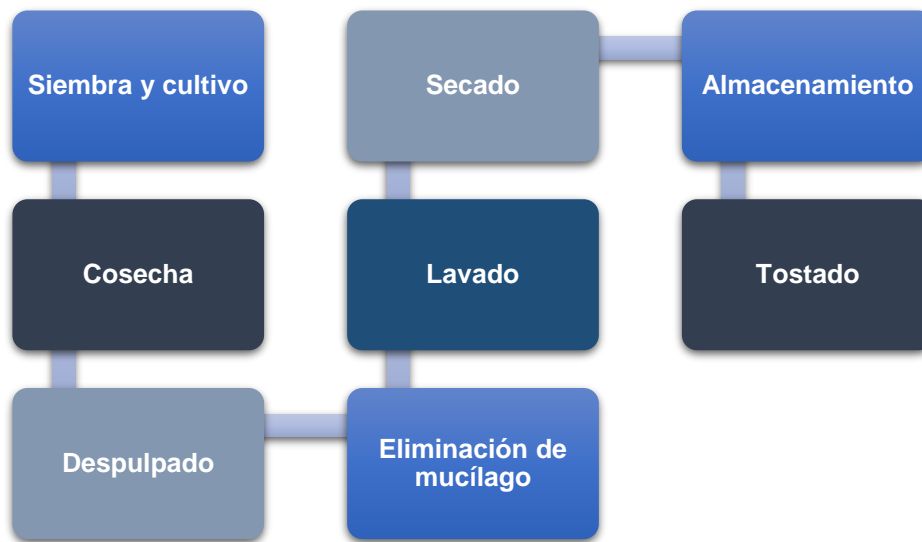 Siembra y cultivo
Cosecha
Despulpado
Eliminación de
mucílago
Lavado
Secado
Almacenamiento
Tostado